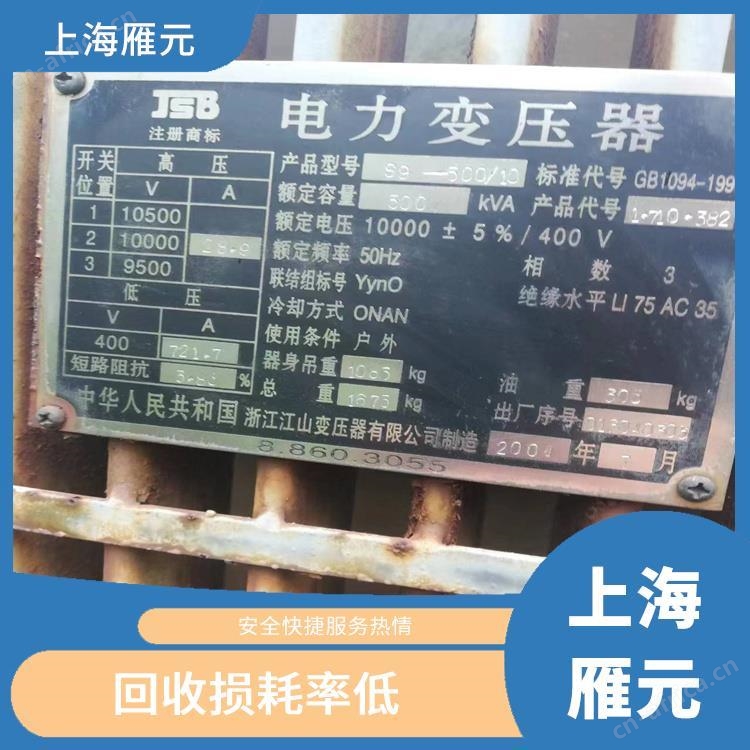 上海雁元
JSB
注册商标
电力变压器
开关位置
高压
V A
1 10500
2 10000 28.9
3 9500
低压
V A
400 721.7
短路阻抗 %
产品型号 S9—500/10 标准代号 GB1094-199
额定容量 500 kVA 产品代号 1.710.382
额定电压 10000 ± 5%/400 V
额定频率 50Hz 相数 3
联结组标号 Yyn0 绝缘水平 LI 75 AC 35
冷却方式 ONAN
使用条件 户外
器身吊重 1085 kg 油重 305 kg
总重 1675 kg 出厂序号
中华人民共和国 浙江江山变压器有限公司制造 年 月
8.860.3055
安全快捷服务热情
回收损耗率低
上海
雁元